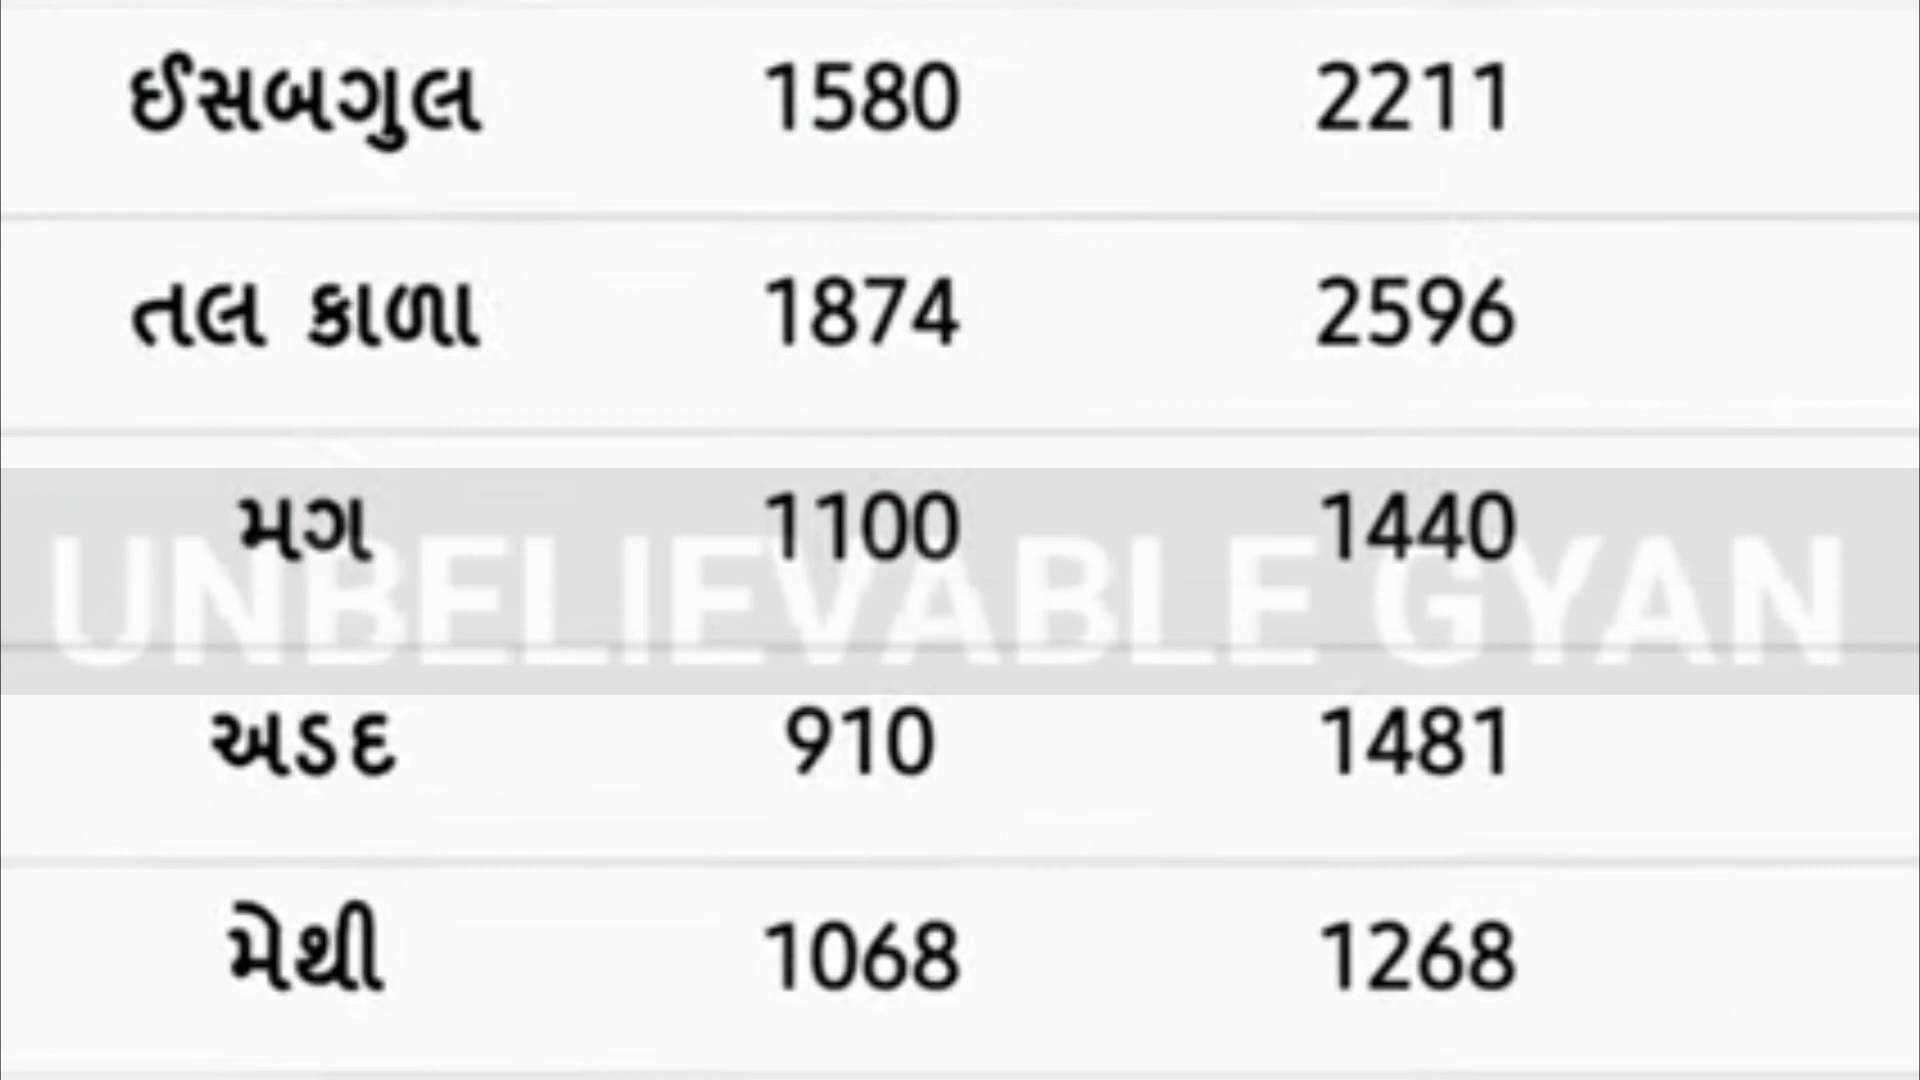 ઈસબગુલ 1580 2211
તલ કાળા 1874 2596
મગ 1100 1440
UNBELIEVABLE GYAN
અડદ 910 1481
મેથી 1068 1268